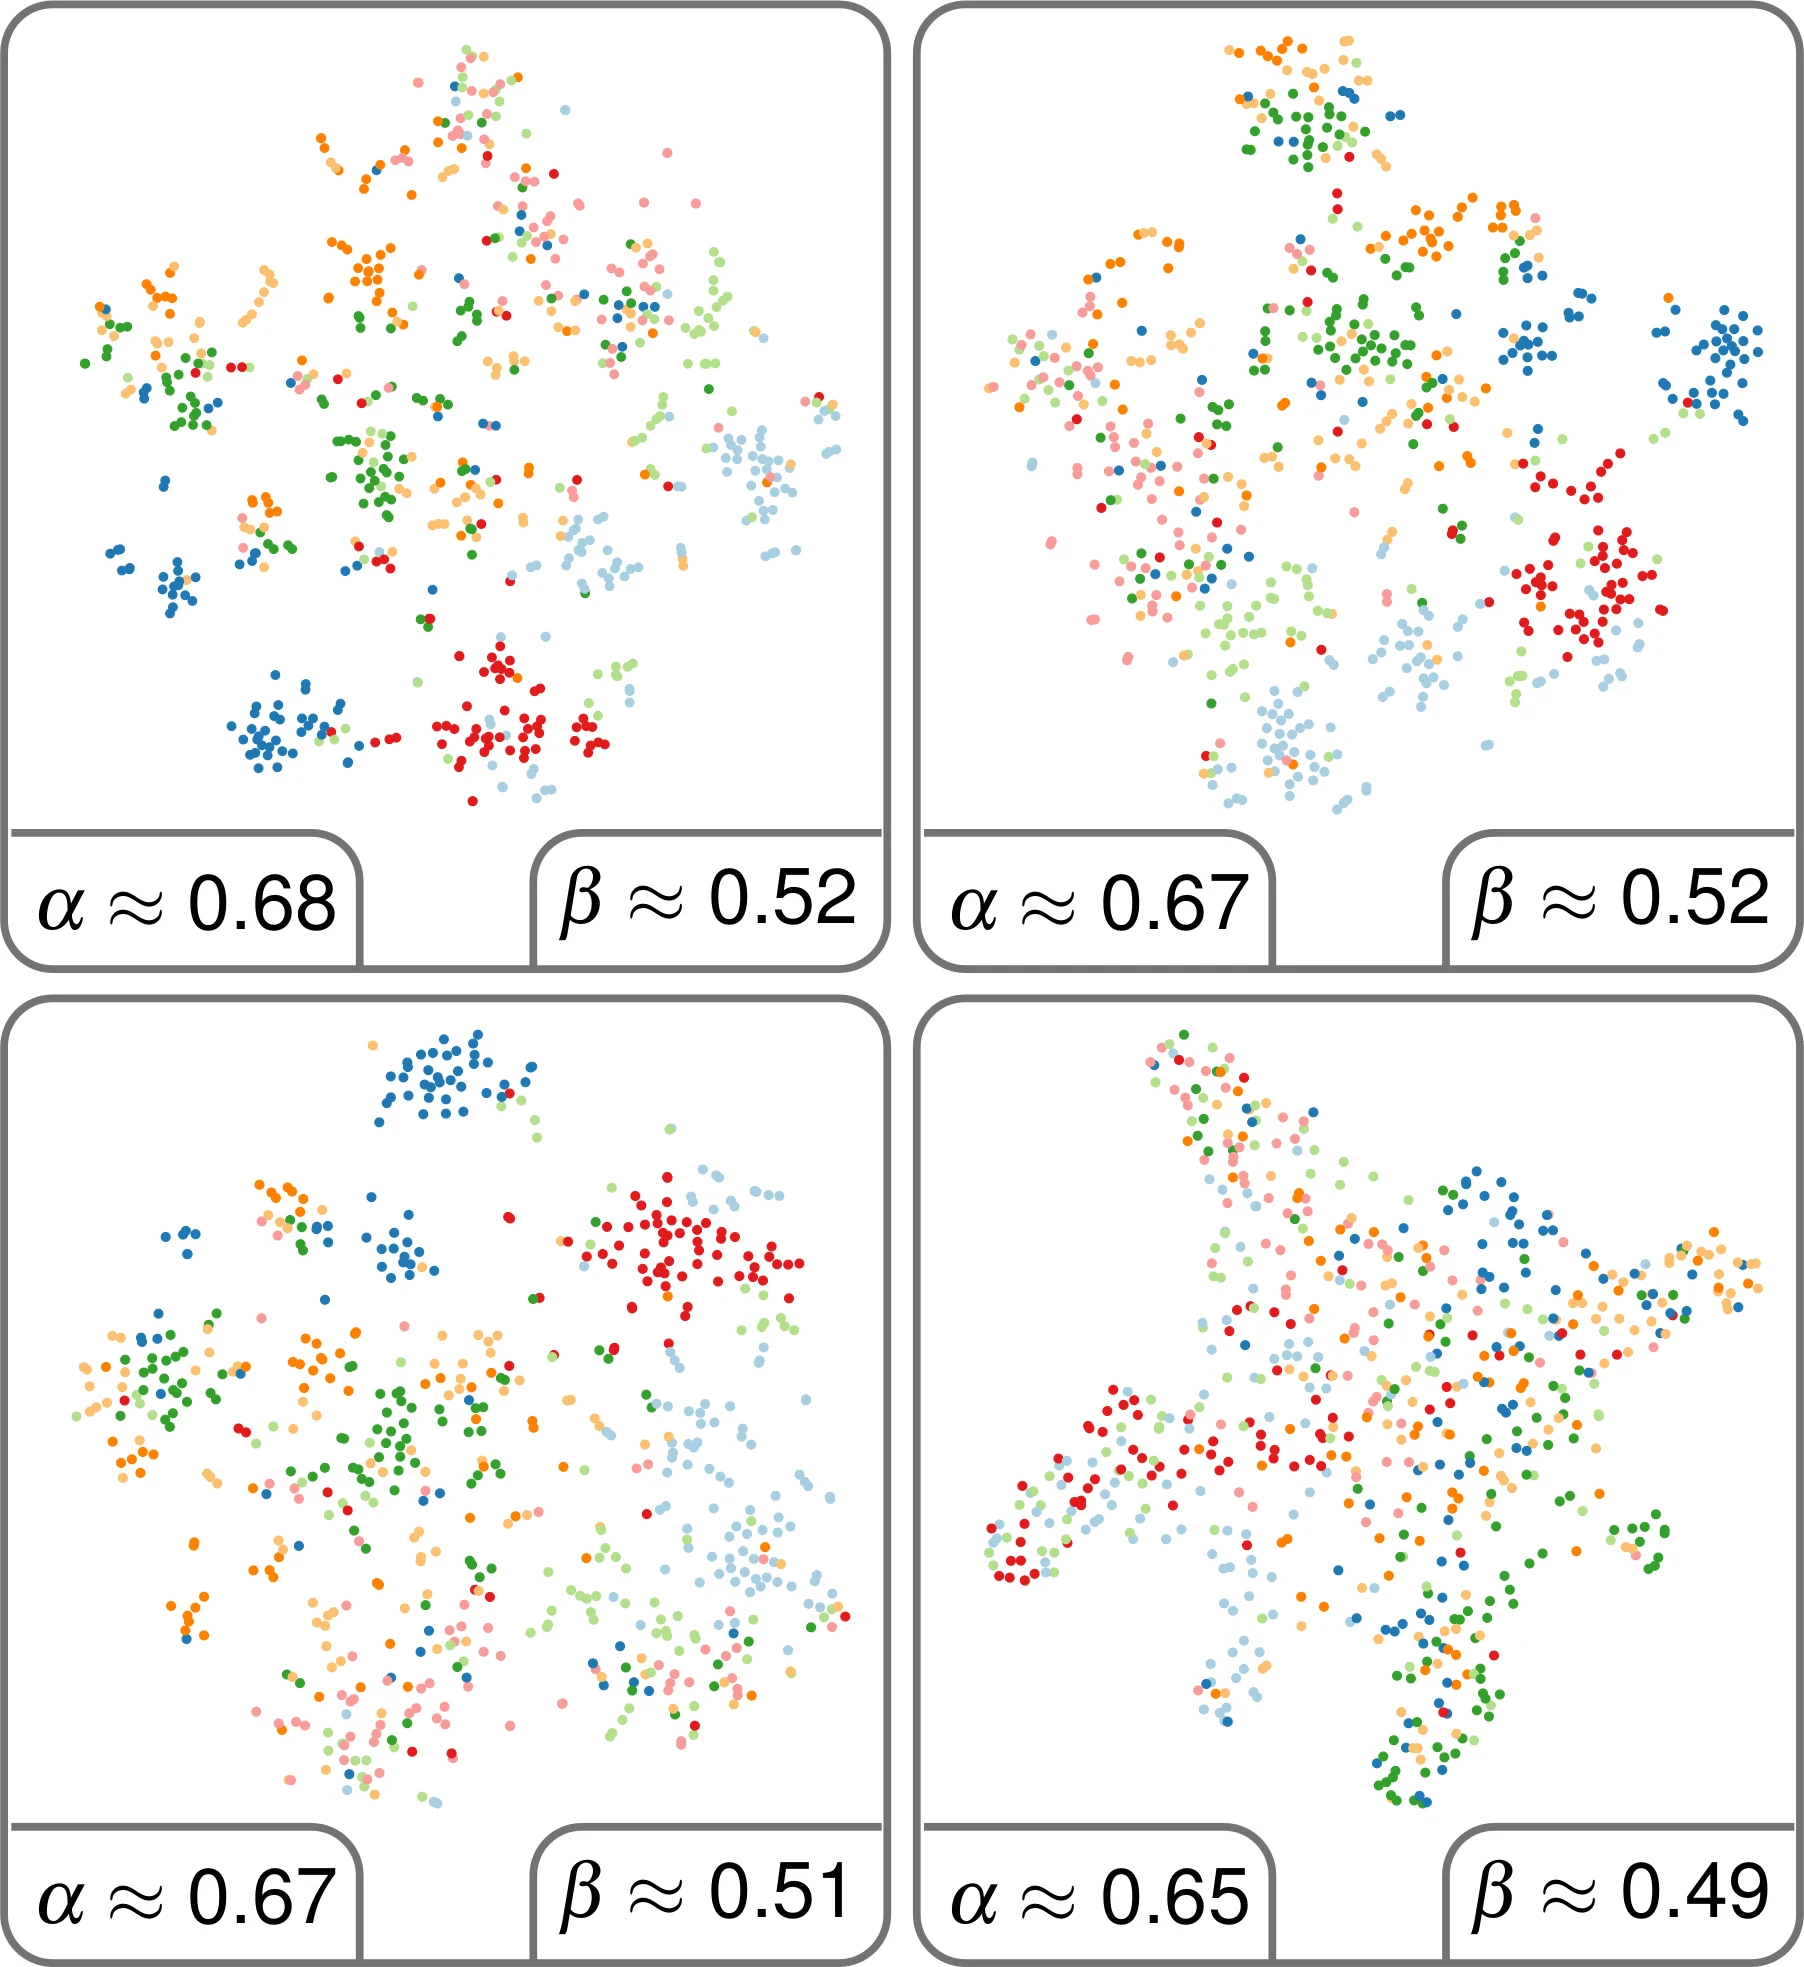 α ≈ 0.68
β ≈ 0.52
α ≈ 0.67
β ≈ 0.52
α ≈ 0.67
β ≈ 0.51
α ≈ 0.65
β ≈ 0.49